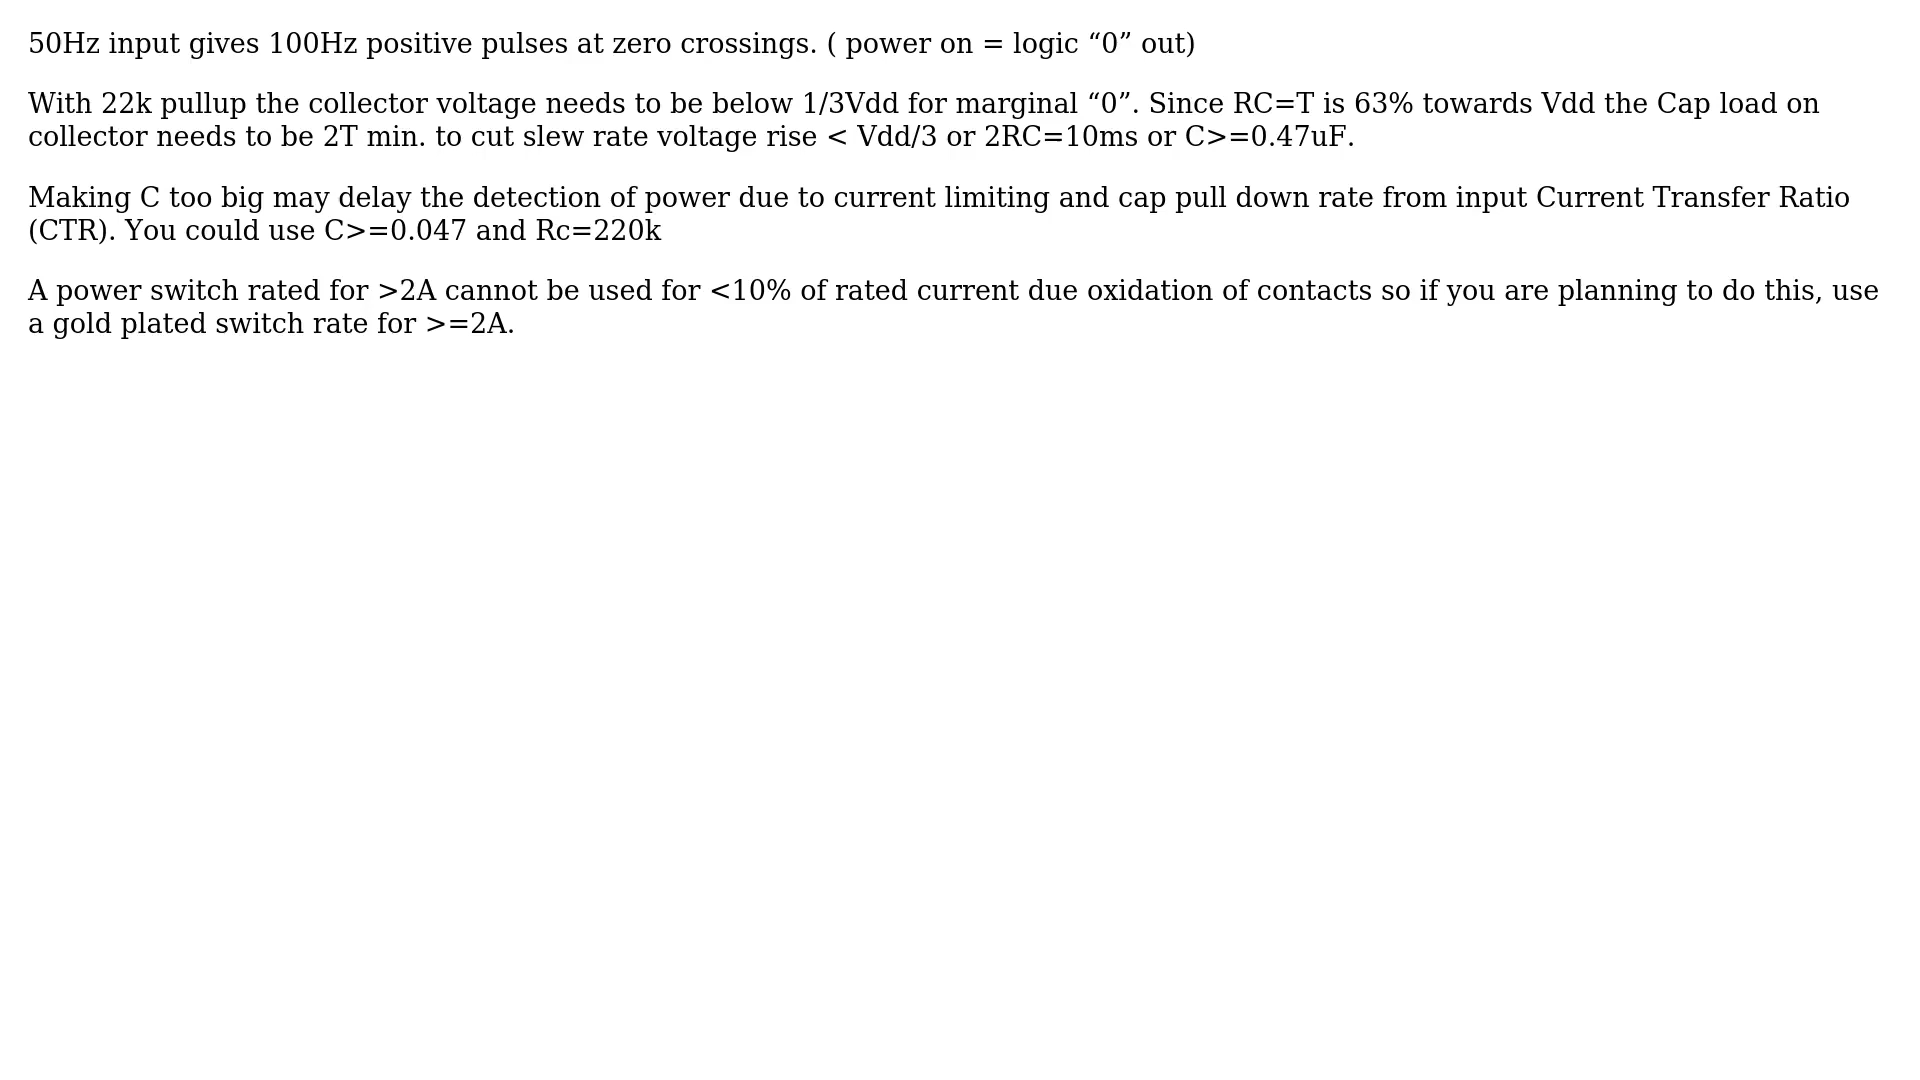 50Hz input gives 100Hz positive pulses at zero crossings. ( power on = logic “0” out)
With 22k pullup the collector voltage needs to be below 1/3Vdd for marginal “0”. Since RC=T is 63% towards Vdd the Cap load on
collector needs to be 2T min. to cut slew rate voltage rise < Vdd/3 or 2RC=10ms or C>=0.47uF.
Making C too big may delay the detection of power due to current limiting and cap pull down rate from input Current Transfer Ratio
(CTR). You could use C>=0.047 and Rc=220k
A power switch rated for >2A cannot be used for <10% of rated current due oxidation of contacts so if you are planning to do this, use
a gold plated switch rate for >=2A.